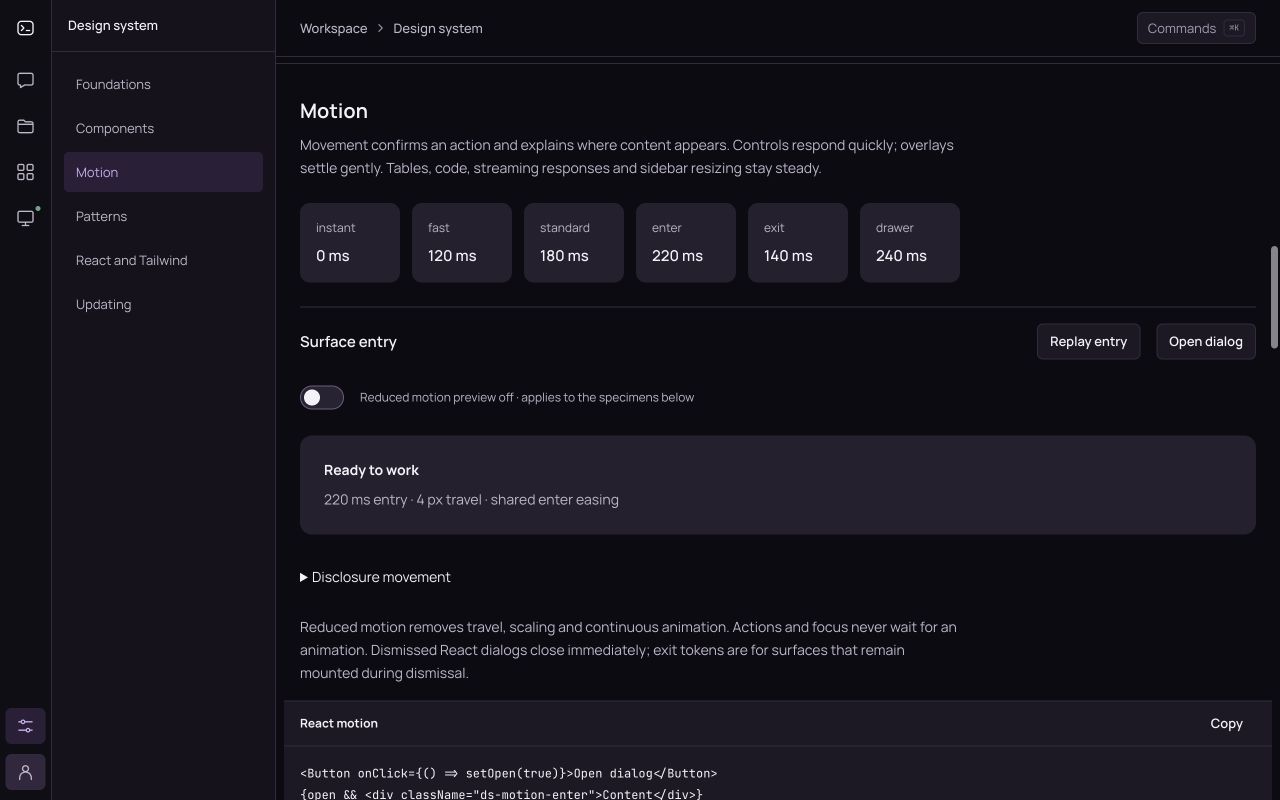 Design system
Foundations
Components
Motion
Patterns
React and Tailwind
Updating
Workspace > Design system
Commands ⌘K
Motion
Movement confirms an action and explains where content appears. Controls respond quickly; overlays
settle gently. Tables, code, streaming responses and sidebar resizing stay steady.
instant
0 ms
fast
120 ms
standard
180 ms
enter
220 ms
exit
140 ms
drawer
240 ms
Surface entry
Replay entry
Open dialog
Reduced motion preview off · applies to the specimens below
Ready to work
220 ms entry · 4 px travel · shared enter easing
Disclosure movement
Reduced motion removes travel, scaling and continuous animation. Actions and focus never wait for an
animation. Dismissed React dialogs close immediately; exit tokens are for surfaces that remain
mounted during dismissal.
React motion
Copy
<Button onClick={() => setOpen(true)}>Open dialog</Button>
{open && <div className="ds-motion-enter">Content</div>}